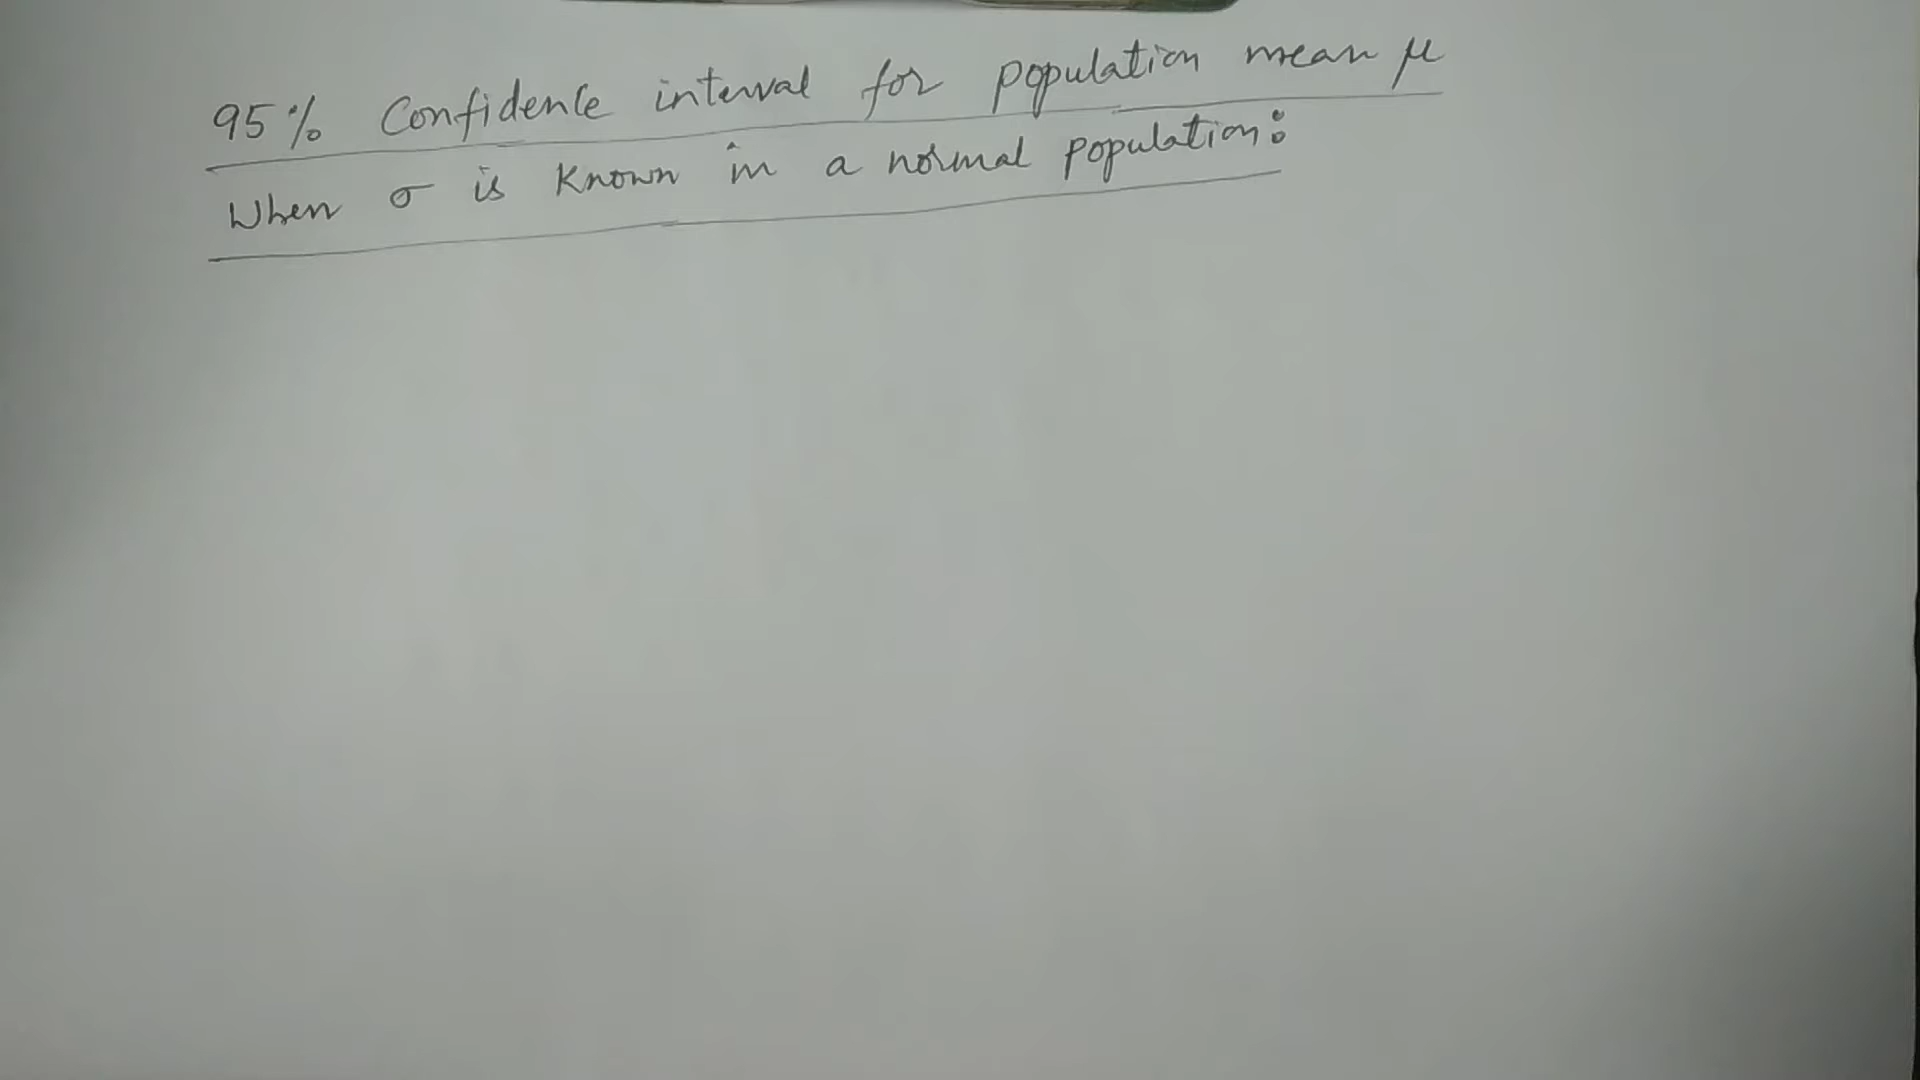 95% Confidence interval for population mean μ
When σ is known in a normal population: